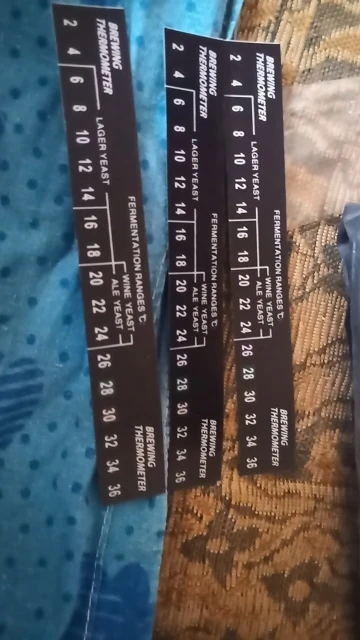 BREWING
THERMOMETER
FERMENTATION RANGES °C
BREWING
THERMOMETER
WINE YEAST
LAGER YEAST
ALE YEAST
2 4 6 8 10 12 14 16 18 20 22 24 26 28 30 32 34 36
BREWING
THERMOMETER
FERMENTATION RANGES °C
BREWING
THERMOMETER
WINE YEAST
LAGER YEAST
ALE YEAST
2 4 6 8 10 12 14 16 18 20 22 24 26 28 30 32 34 36
BREWING
THERMOMETER
FERMENTATION RANGES °C
BREWING
THERMOMETER
WINE YEAST
LAGER YEAST
ALE YEAST
2 4 6 8 10 12 14 16 18 20 22 24 26 28 30 32 34 36